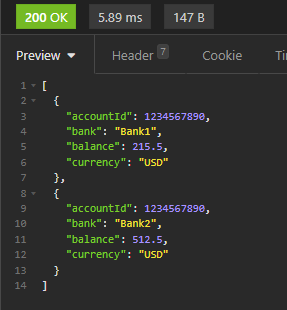 200 OK 5.89 ms 147 B
Preview Header 7 Cookie
1 [
2 {
3 "accountId": 1234567890,
4 "bank": "Bank1",
5 "balance": 215.5,
6 "currency": "USD"
7 },
8 {
9 "accountId": 1234567890,
10 "bank": "Bank2",
11 "balance": 512.5,
12 "currency": "USD"
13 }
14 ]